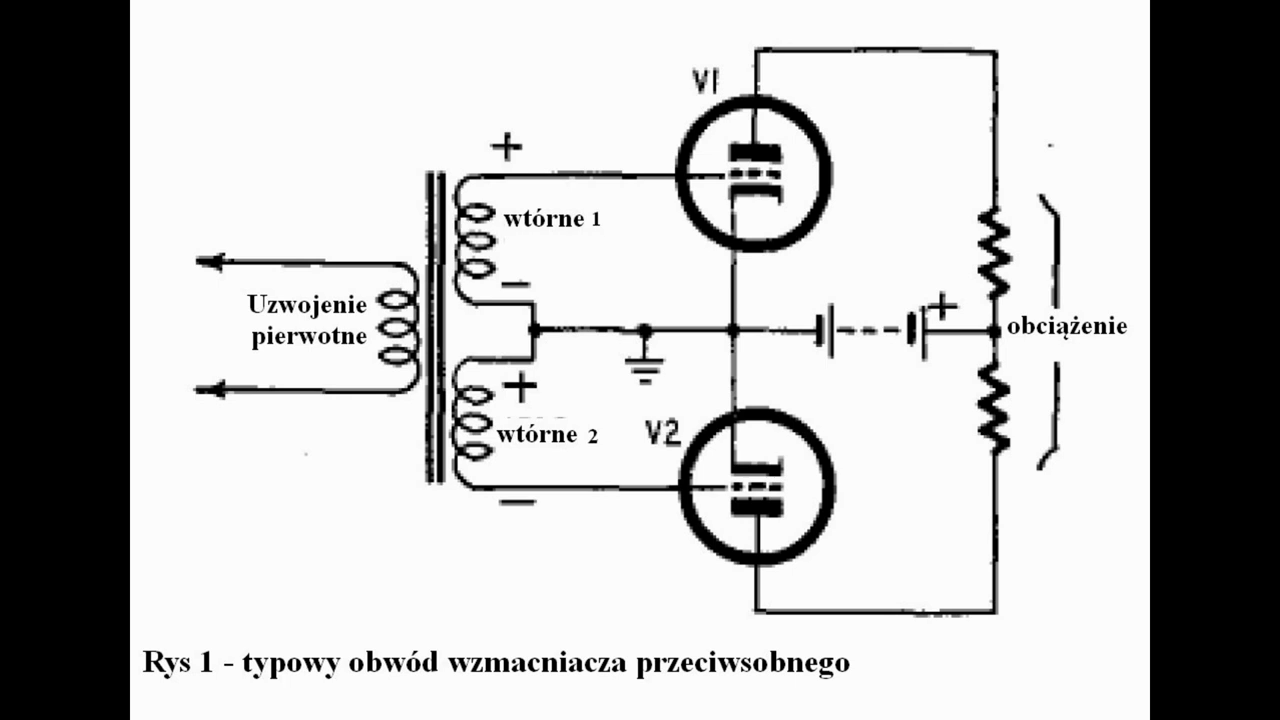 V1
+
wtórne 1
−
Uzwojenie
pierwotne
+
obciążenie
+
wtórne 2
V2
−
Rys 1 - typowy obwód wzmacniacza przeciwsobnego